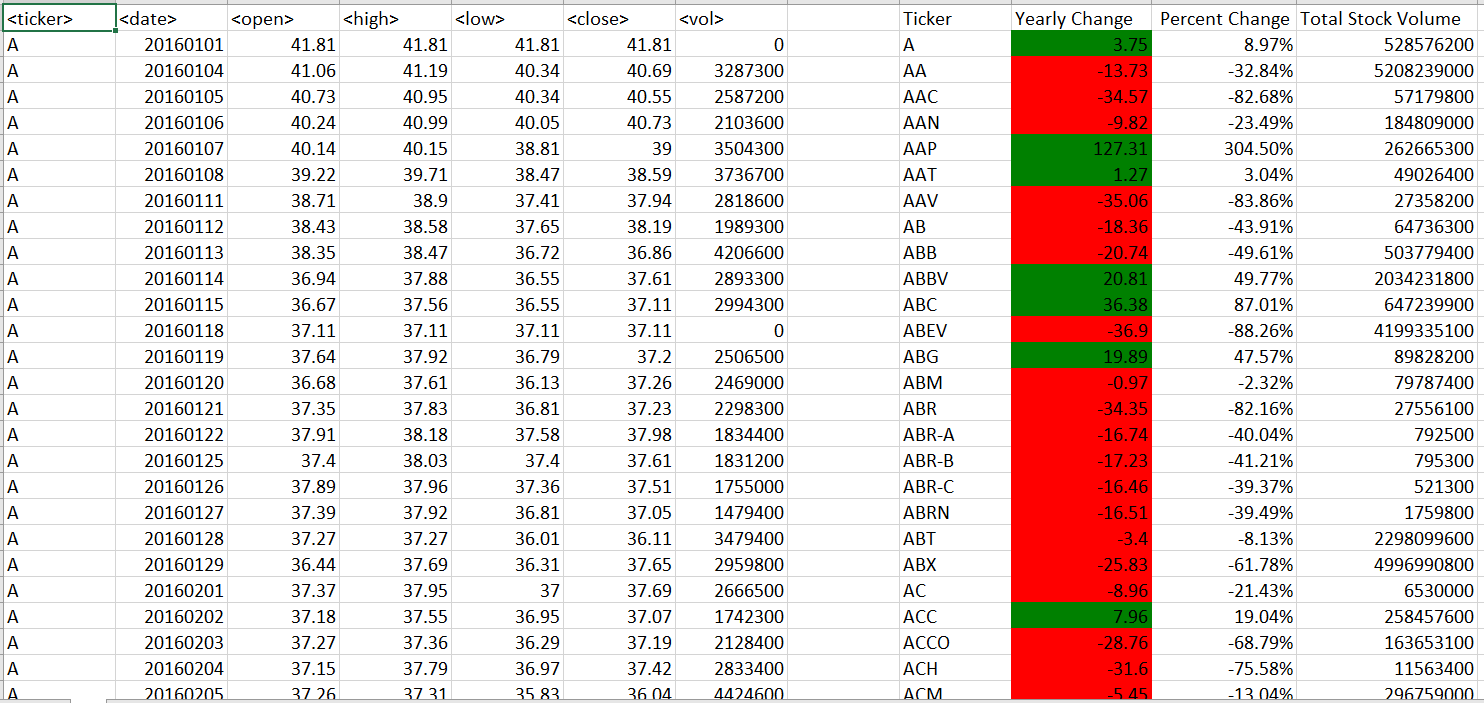 <ticker> <date> <open> <high> <low> <close> <vol> Ticker Yearly Change Percent Change Total Stock Volume
A 20160101 41.81 41.81 41.81 41.81 0 A 3.75 8.97% 528576200
A 20160104 41.06 41.19 40.34 40.69 3287300 AA -13.73 -32.84% 5208239000
A 20160105 40.73 40.95 40.34 40.55 2587200 AAC -34.57 -82.68% 57179800
A 20160106 40.24 40.99 40.05 40.73 2103600 AAN -9.82 -23.49% 184809000
A 20160107 40.14 40.15 38.81 39 3504300 AAP 127.31 304.50% 262665300
A 20160108 39.22 39.71 38.47 38.59 3736700 AAT 1.27 3.04% 49026400
A 20160111 38.71 38.9 37.41 37.94 2818600 AAV -35.06 -83.86% 27358200
A 20160112 38.43 38.58 37.65 38.19 1989300 AB -18.36 -43.91% 64736300
A 20160113 38.35 38.47 36.72 36.86 4206600 ABB -20.74 -49.61% 503779400
A 20160114 36.94 37.88 36.55 37.61 2893300 ABBV 20.81 49.77% 2034231800
A 20160115 36.67 37.56 36.55 37.11 2994300 ABC 36.38 87.01% 647239900
A 20160118 37.11 37.11 37.11 37.11 0 ABEV -36.9 -88.26% 4199335100
A 20160119 37.64 37.92 36.79 37.2 2506500 ABG 19.89 47.57% 89828200
A 20160120 36.68 37.61 36.13 37.26 2469000 ABM -0.97 -2.32% 79787400
A 20160121 37.35 37.83 36.81 37.23 2298300 ABR -34.35 -82.16% 27556100
A 20160122 37.91 38.18 37.58 37.98 1834400 ABR-A -16.74 -40.04% 792500
A 20160125 37.4 38.03 37.4 37.61 1831200 ABR-B -17.23 -41.21% 795300
A 20160126 37.89 37.96 37.36 37.51 1755000 ABR-C -16.46 -39.37% 521300
A 20160127 37.39 37.92 36.81 37.05 1479400 ABRN -16.51 -39.49% 1759800
A 20160128 37.27 37.27 36.01 36.11 3479400 ABT -3.4 -8.13% 2298099600
A 20160129 36.44 37.69 36.31 37.65 2959800 ABX -25.83 -61.78% 4996990800
A 20160201 37.37 37.95 37 37.69 2666500 AC -8.96 -21.43% 6530000
A 20160202 37.18 37.55 36.95 37.07 1742300 ACC 7.96 19.04% 258457600
A 20160203 37.27 37.36 36.29 37.19 2128400 ACCO -28.76 -68.79% 163653100
A 20160204 37.15 37.79 36.97 37.42 2833400 ACH -31.6 -75.58% 11563400
A 20160205 37.26 37.31 35.83 36.04 4424600 ACM -5.45 -13.04% 296759000